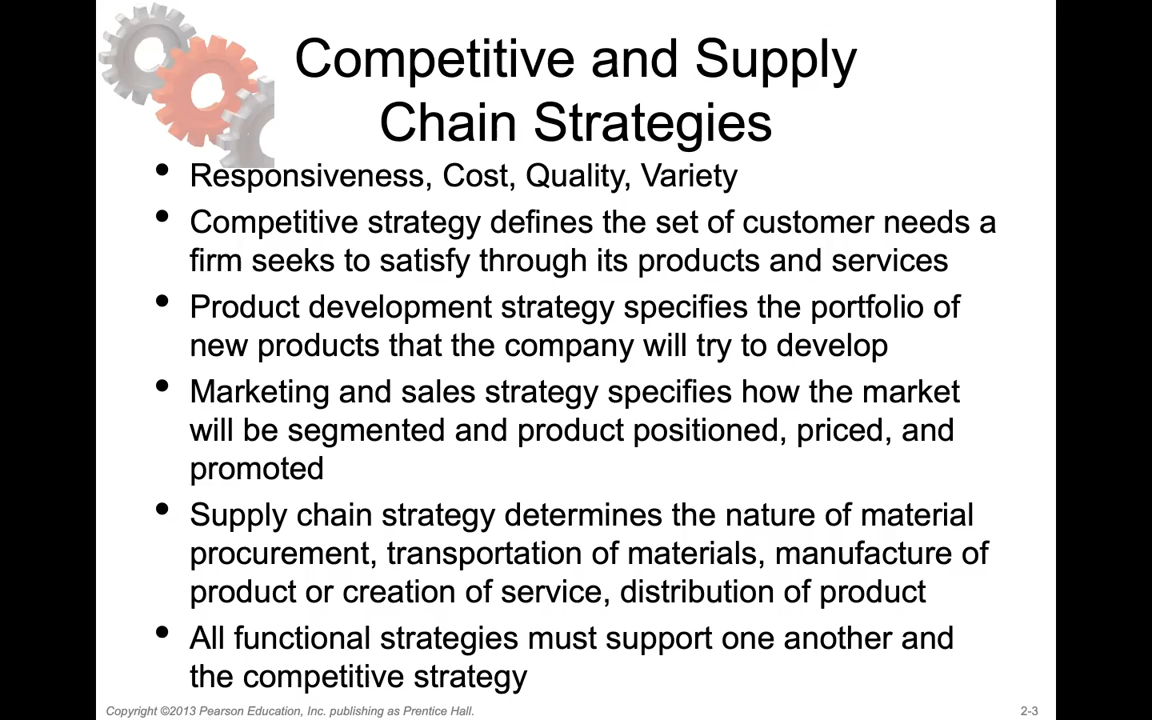 Competitive and Supply
Chain Strategies
• Responsiveness, Cost, Quality, Variety
• Competitive strategy defines the set of customer needs a
firm seeks to satisfy through its products and services
• Product development strategy specifies the portfolio of
new products that the company will try to develop
• Marketing and sales strategy specifies how the market
will be segmented and product positioned, priced, and
promoted
• Supply chain strategy determines the nature of material
procurement, transportation of materials, manufacture of
product or creation of service, distribution of product
• All functional strategies must support one another and
the competitive strategy
Copyright ©2013 Pearson Education, Inc. publishing as Prentice Hall.
2-3